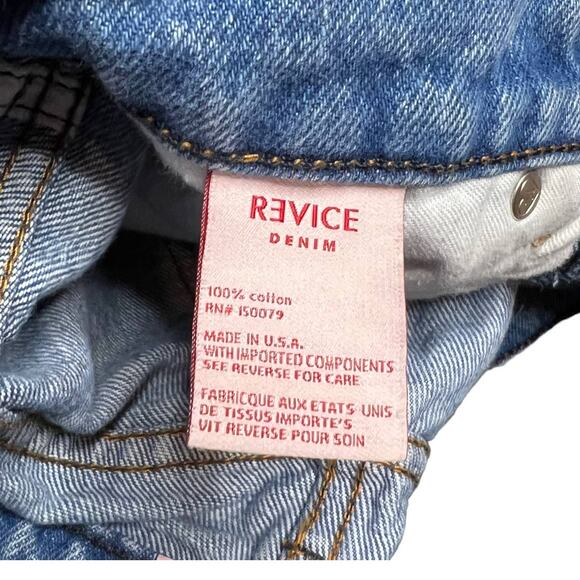 RƎVICE
DENIM
100% cotton
RN# 150079
MADE IN U.S.A.
WITH IMPORTED COMPONENTS
SEE REVERSE FOR CARE
FABRIQUE AUX ETATS-UNIS
DE TISSUS IMPORTE'S
VIT REVERSE POUR SOIN